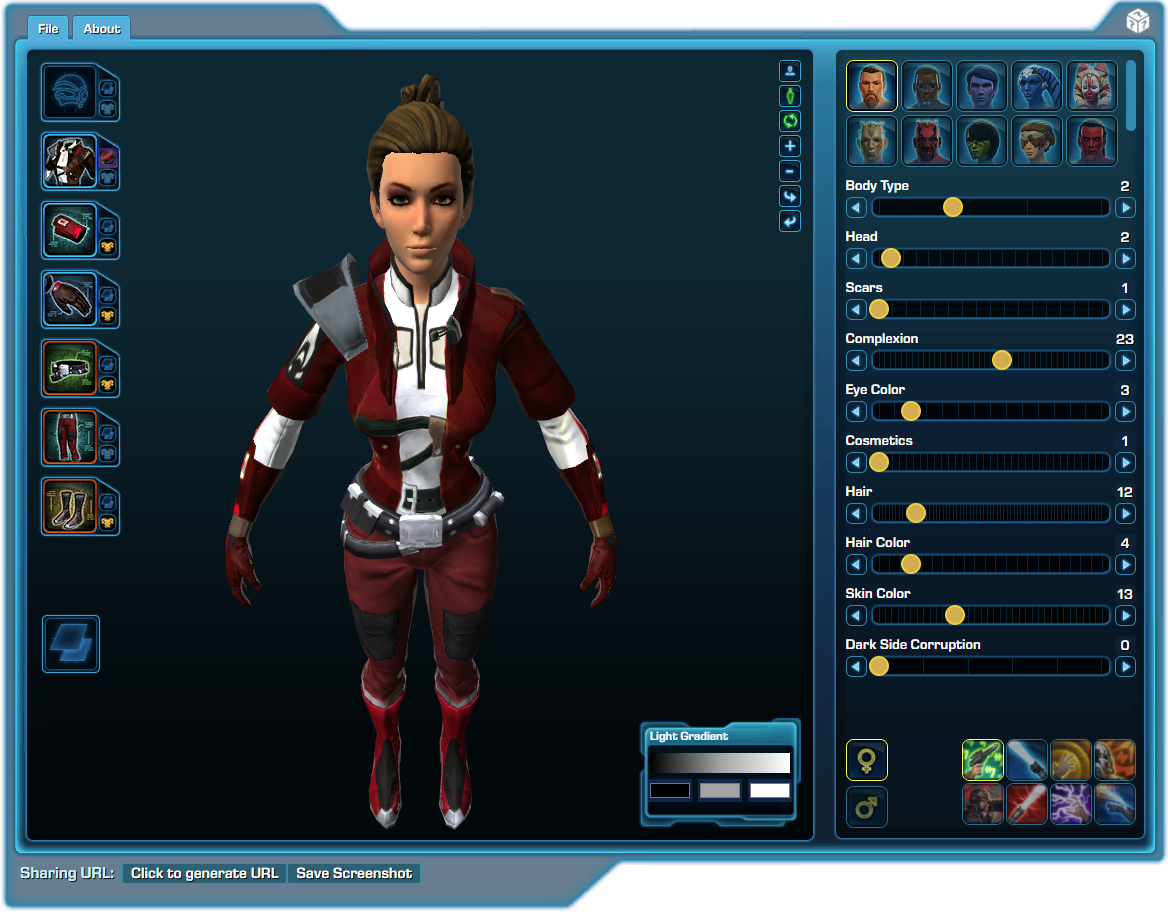 File
About
Body Type 2
Head 2
Scars 1
Complexion 23
Eye Color 3
Cosmetics 1
Hair 12
Hair Color 4
Skin Color 13
Dark Side Corruption 0
Light Gradient
Sharing URL: Click to generate URL Save Screenshot